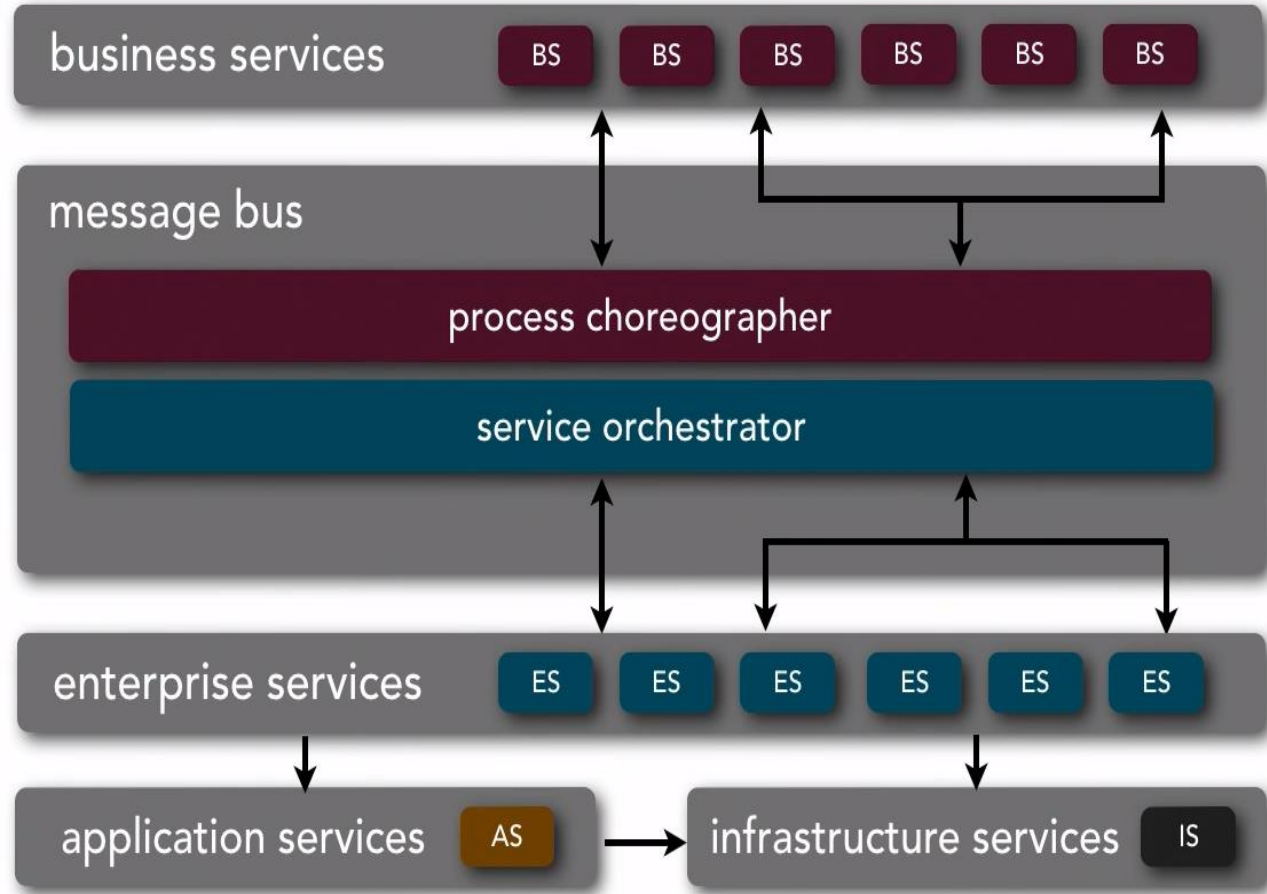 business services BS BS BS BS BS BS
message bus
process choreographer
service orchestrator
enterprise services ES ES ES ES ES ES
application services AS infrastructure services IS